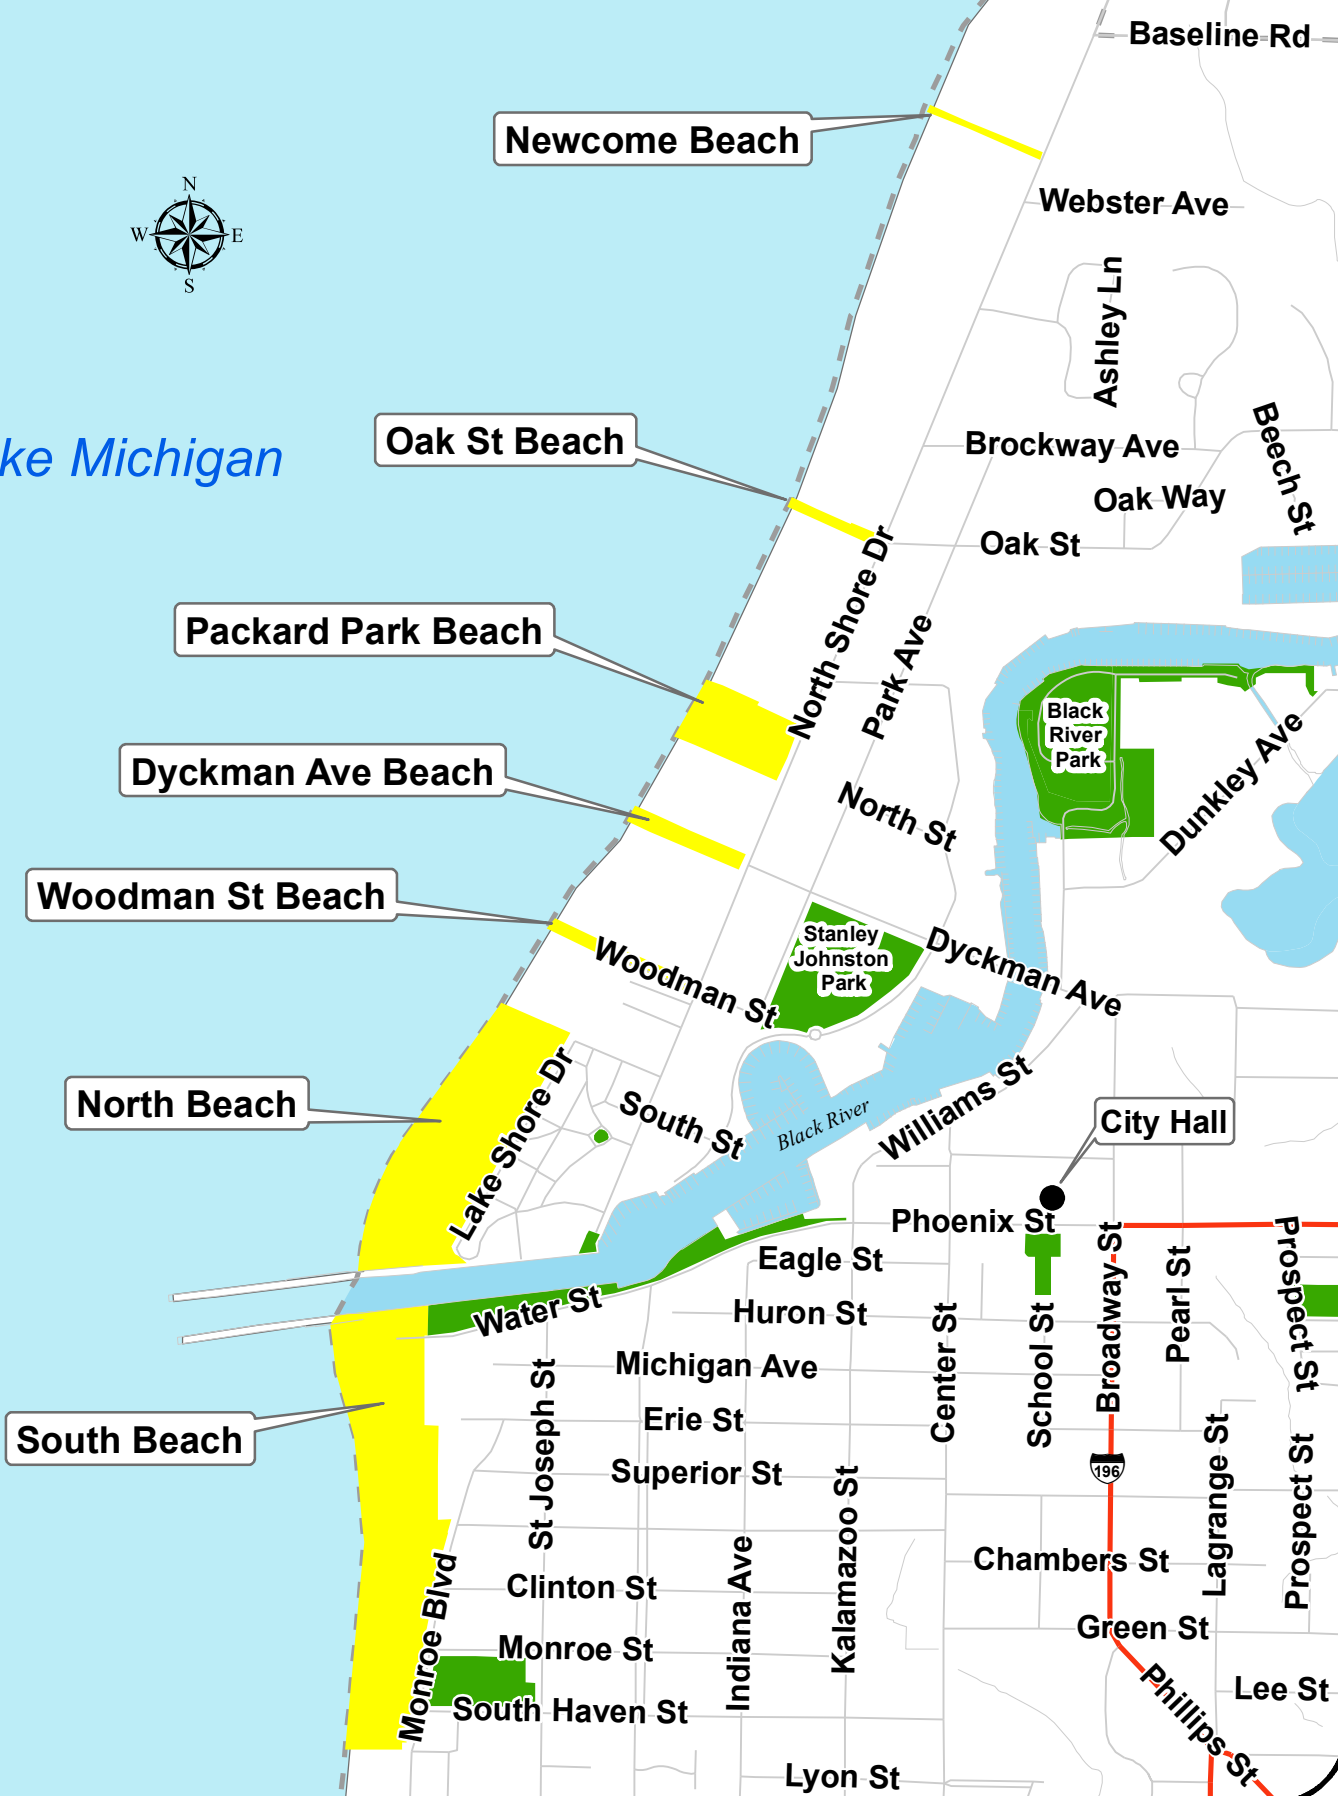 Baseline Rd
Newcome Beach
N
W
E
S
Webster Ave
Ashley Ln
Oak St Beach
ke Michigan
Brockway Ave
Beech St
Oak Way
Oak St
North Shore Dr
Park Ave
Packard Park Beach
Black
River
Park
Dunkley Ave
Dyckman Ave Beach
North St
Woodman St Beach
Stanley
Johnston
Park
Woodman St
Dyckman Ave
North Beach
Lake Shore Dr
South St
Black River
Williams St
City Hall
Phoenix St
Eagle St
Water St
Huron St
Broadway St
Pearl St
Prospect St
Michigan Ave
Center St
School St
South Beach
St Joseph St
Erie St
Superior St
196
Lagrange St
Prospect St
Kalamazoo St
Indiana Ave
Chambers St
Monroe Blvd
Clinton St
Green St
Monroe St
Phillips St
Lee St
South Haven St
Lyon St